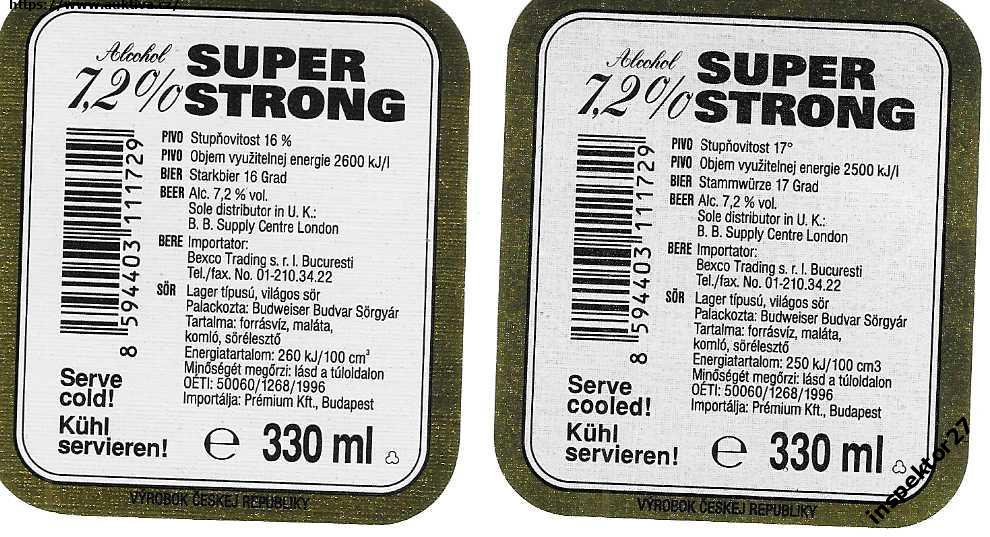 https://www.aukciva.cz/
Alcohol
7,2%
SUPER
STRONG
PIVO Stupňovitost 16 %
PIVO Objem využitelnej energie 2600 kJ/l
BIER Starkbier 16 Grad
BEER Alc. 7,2 % vol.
Sole distributor in U. K.:
B. B. Supply Centre London
BERE Importator:
Bexco Trading s. r. l. Bucuresti
Tel./fax. No. 01-210.34.22
SÖR Lager típusú, világos sör
Palackozta: Budweiser Budvar Sörgyár
Tartalma: forrásvíz, maláta,
komló, sörélesztő
Energiatartalom: 260 kJ/100 cm³
Minőségét megőrzi: lásd a túloldalon
OÉTI: 50060/1268/1996
Importálja: Prémium Kft., Budapest
8 594403 111729
Serve
cold!
Kühl
servieren!
℮ 330 ml
VÝROBOK ČESKEJ REPUBLIKY
Alcohol
7,2%
SUPER
STRONG
PIVO Stupňovitost 17°
PIVO Objem využitelnej energie 2500 kJ/l
BIER Stammwürze 17 Grad
BEER Alc. 7,2 % vol.
Sole distributor in U. K.:
B. B. Supply Centre London
BERE Importator:
Bexco Trading s. r. l. Bucuresti
Tel./fax. No. 01-210.34.22
SÖR Lager típusú, világos sör
Palackozta: Budweiser Budvar Sörgyár
Tartalma: forrásvíz, maláta,
komló, sörélesztő
Energiatartalom: 250 kJ/100 cm3
Minőségét megőrzi: lásd a túloldalon
OÉTI: 50060/1268/1996
Importálja: Prémium Kft., Budapest
8 594403 111729
Serve
cooled!
Kühl
servieren!
℮ 330 ml
VÝROBOK ČESKEJ REPUBLIKY
inspektor27